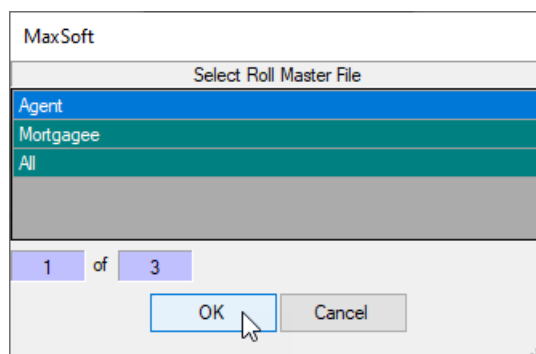 MaxSoft
Select Roll Master File
Agent
Mortgagee
All
1 of 3
OK Cancel